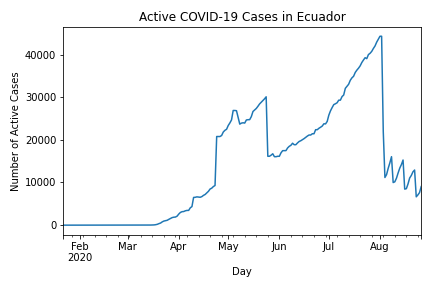 Active COVID-19 Cases in Ecuador
Number of Active Cases
40000
30000
20000
10000
0
Feb Mar Apr May Jun Jul Aug
2020
Day